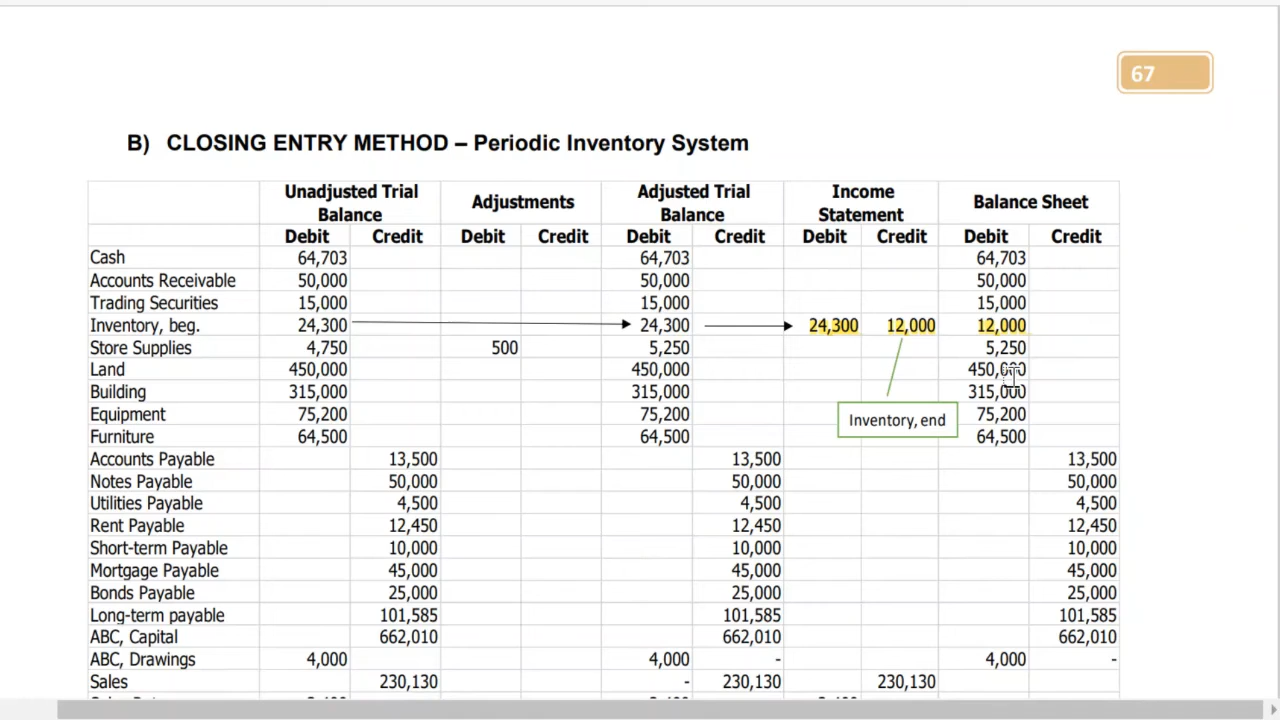 67
B) CLOSING ENTRY METHOD – Periodic Inventory System
Unadjusted Trial Balance Adjustments Adjusted Trial Balance Income Statement Balance Sheet
Debit Credit Debit Credit Debit Credit Debit Credit Debit Credit
Cash 64,703 64,703 64,703
Accounts Receivable 50,000 50,000 50,000
Trading Securities 15,000 15,000 15,000
Inventory, beg. 24,300 24,300 24,300 12,000 12,000
Store Supplies 4,750 500 5,250 5,250
Land 450,000 450,000 450,000
Building 315,000 315,000 315,000
Equipment 75,200 75,200 75,200
Inventory, end
Furniture 64,500 64,500 64,500
Accounts Payable 13,500 13,500 13,500
Notes Payable 50,000 50,000 50,000
Utilities Payable 4,500 4,500 4,500
Rent Payable 12,450 12,450 12,450
Short-term Payable 10,000 10,000 10,000
Mortgage Payable 45,000 45,000 45,000
Bonds Payable 25,000 25,000 25,000
Long-term payable 101,585 101,585 101,585
ABC, Capital 662,010 662,010 662,010
ABC, Drawings 4,000 4,000 - 4,000 -
Sales 230,130 - 230,130 230,130